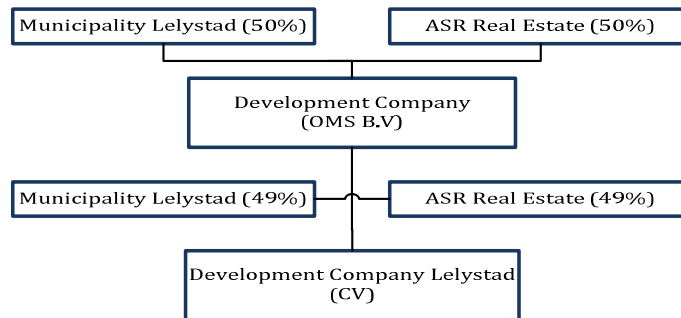 Municipality Lelystad (50%)
ASR Real Estate (50%)
Development Company
(OMS B.V)
Municipality Lelystad (49%)
ASR Real Estate (49%)
Development Company Lelystad
(CV)